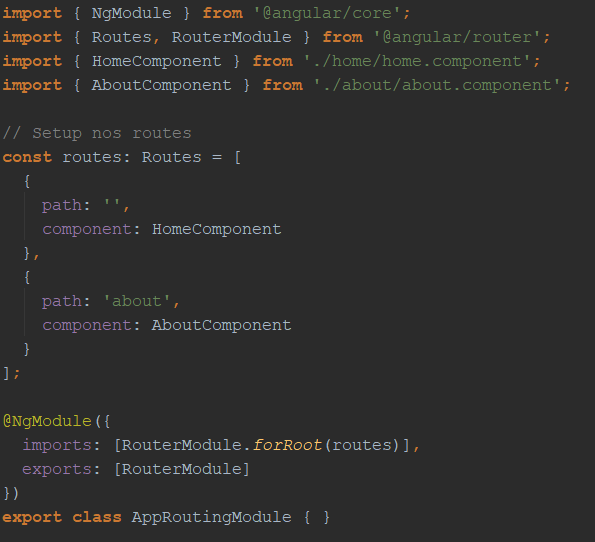 import { NgModule } from '@angular/core';
import { Routes, RouterModule } from '@angular/router';
import { HomeComponent } from './home/home.component';
import { AboutComponent } from './about/about.component';

// Setup nos routes
const routes: Routes = [
  {
    path: '',
    component: HomeComponent
  },
  {
    path: 'about',
    component: AboutComponent
  }
];

@NgModule({
  imports: [RouterModule.forRoot(routes)],
  exports: [RouterModule]
})
export class AppRoutingModule { }